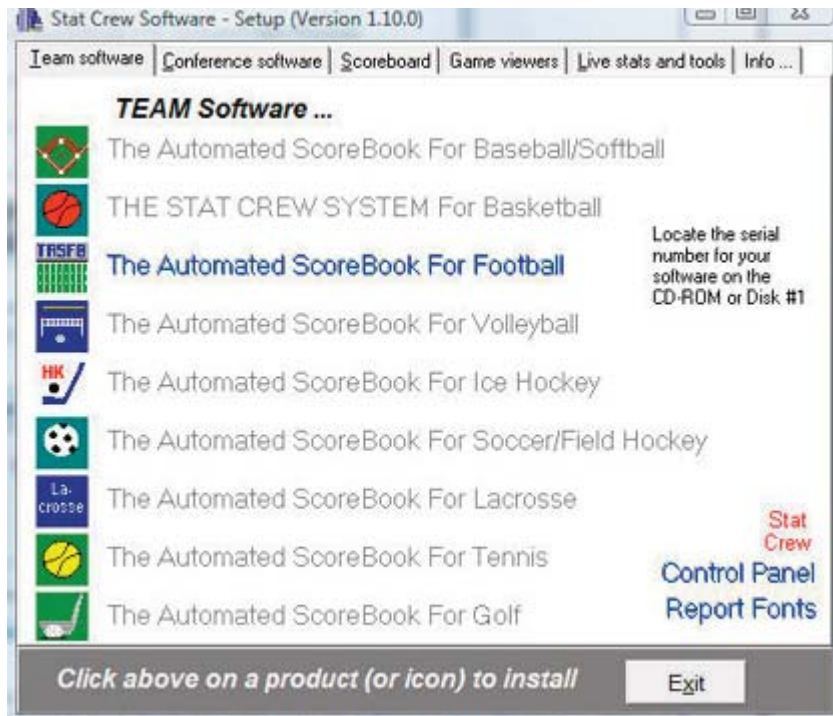 Stat Crew Software - Setup (Version 1.10.0)
Team software Conference software Scoreboard Game viewers Live stats and tools Info ...
TEAM Software ...
The Automated ScoreBook For Baseball/Softball
THE STAT CREW SYSTEM For Basketball
TASFB
The Automated ScoreBook For Football
Locate the serial
number for your
software on the
CD-ROM or Disk #1
The Automated ScoreBook For Volleyball
HK
The Automated ScoreBook For Ice Hockey
The Automated ScoreBook For Soccer/Field Hockey
La-
crosse
The Automated ScoreBook For Lacrosse
The Automated ScoreBook For Tennis
The Automated ScoreBook For Golf
Stat
Crew
Control Panel
Report Fonts
Click above on a product (or icon) to install
Exit